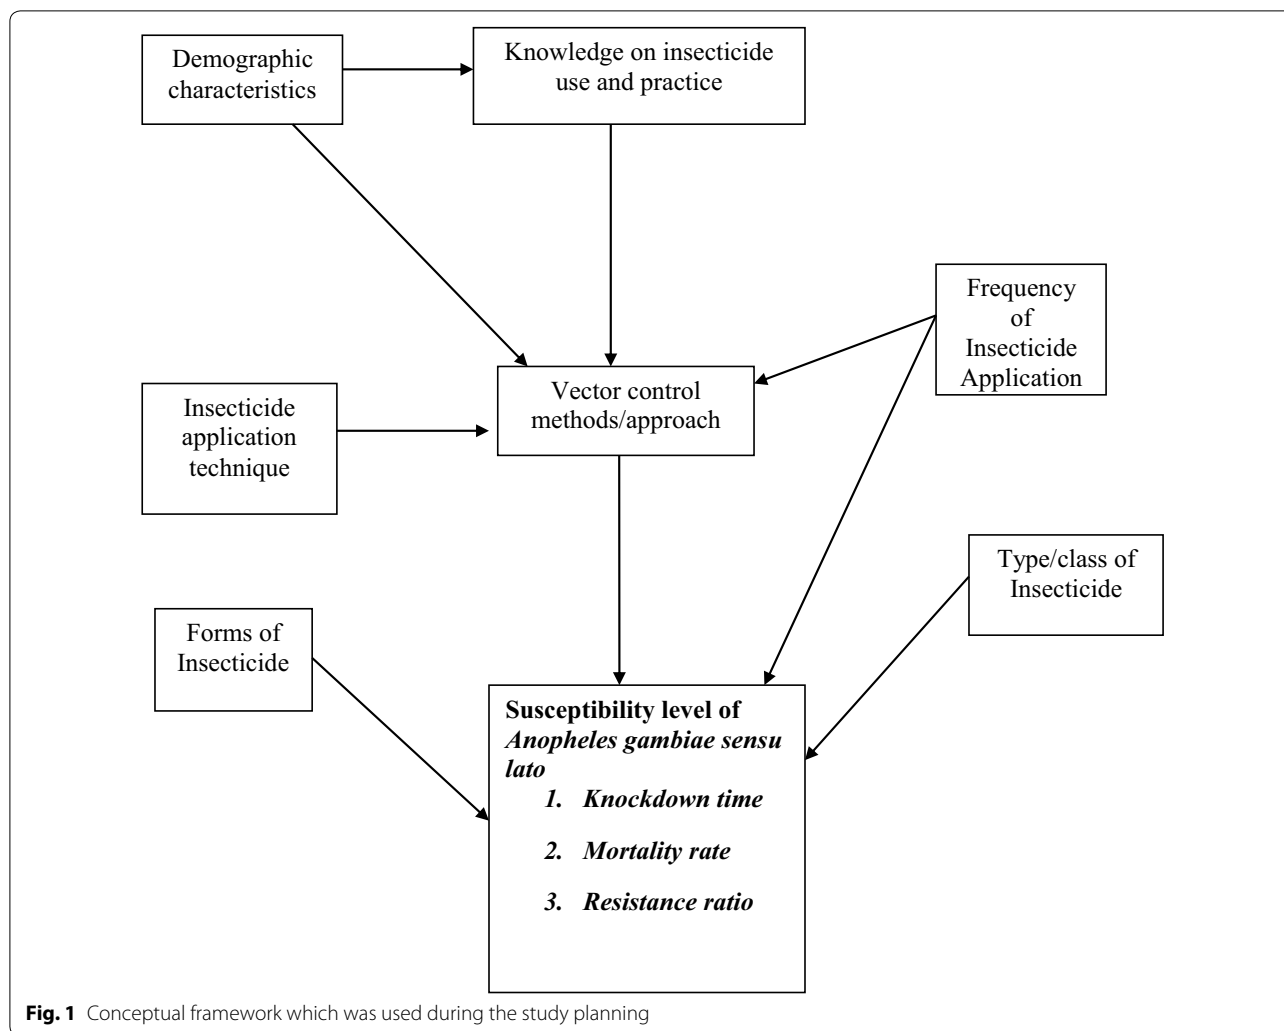 Demographic
characteristics
Knowledge on insecticide
use and practice
Frequency
of
Insecticide
Application
Vector control
methods/approach
Insecticide
application
technique
Type/class of
Insecticide
Forms of
Insecticide
Susceptibility level of
Anopheles gambiae sensu
lato
1. Knockdown time
2. Mortality rate
3. Resistance ratio
Fig. 1 Conceptual framework which was used during the study planning